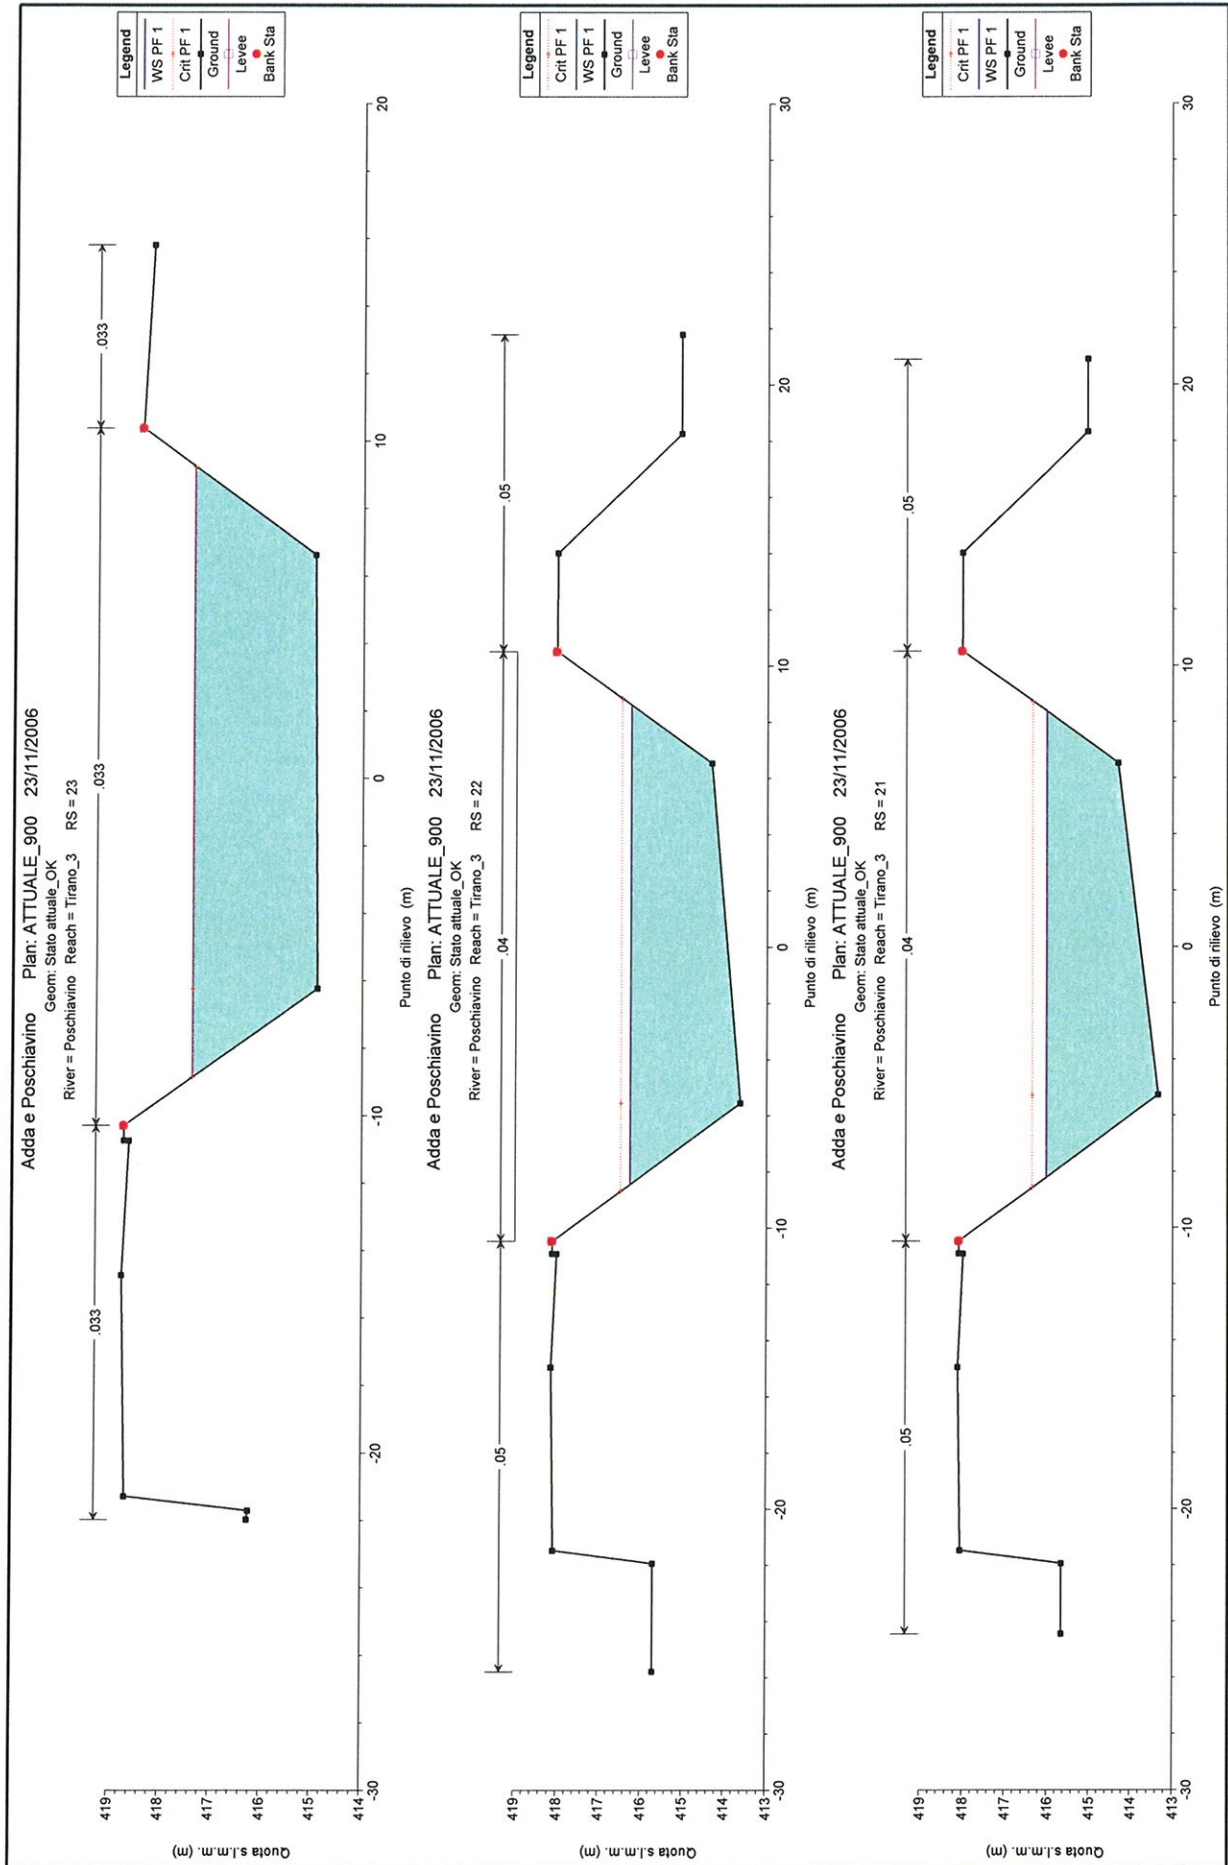 Adda e Poschiavino Plan: ATTUALE_900 23/11/2006
Geom: Stato attuale_OK
River = Poschiavino Reach = Tirano_3 RS = 23
.033
.033
.033
Legend
WS PF 1
Crit PF 1
Ground
Levee
Bank Sta
419
418
417
416
415
414
Quota s.l.m.m. (m)
-30
-20
-10
0
10
20
Punto di rilievo (m)
Adda e Poschiavino Plan: ATTUALE_900 23/11/2006
Geom: Stato attuale_OK
River = Poschiavino Reach = Tirano_3 RS = 22
.05
.04
.05
Legend
Crit PF 1
WS PF 1
Ground
Levee
Bank Sta
419
418
417
416
415
414
413
Quota s.l.m.m. (m)
-30
-20
-10
0
10
20
30
Punto di rilievo (m)
Adda e Poschiavino Plan: ATTUALE_900 23/11/2006
Geom: Stato attuale_OK
River = Poschiavino Reach = Tirano_3 RS = 21
.05
.04
.05
Legend
Crit PF 1
WS PF 1
Ground
Levee
Bank Sta
419
418
417
416
415
414
413
Quota s.l.m.m. (m)
-30
-20
-10
0
10
20
30
Punto di rilievo (m)